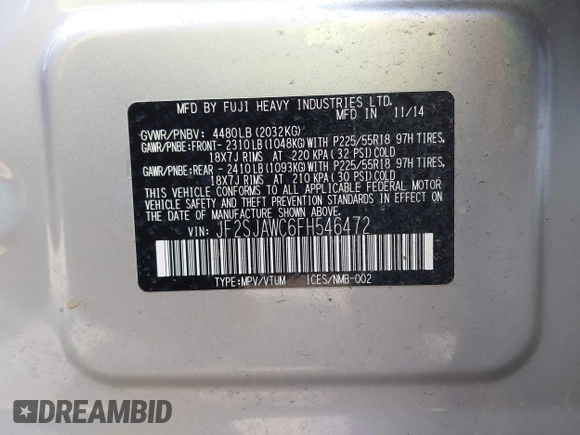 MFD BY FUJI HEAVY INDUSTRIES LTD.
MFD IN 11/14
GVWR/PNBV: 4480LB(2032KG)
GAWR/PNBE:FRONT-2310LB(1048KG)WITH P225/55R18 97H TIRES,
18X7J RIMS AT 220 KPA(32 PSI)COLD
GAWR/PNBE:REAR -2410LB(1093KG)WITH P225/55R18 97H TIRES,
18X7J RIMS AT 210 KPA(30 PSI)COLD
THIS VEHICLE CONFORMS TO ALL APPLICABLE FEDERAL MOTOR
VEHICLE SAFETY AND THEFT PREVENTION STANDARDS IN EFFECT ON
THE DATE OF MANUFACTURE SHOWN ABOVE.
VIN: JF2SJAWC6FH546472
TYPE:MPV/VTUM ICES/NMB-002
DREAMBID